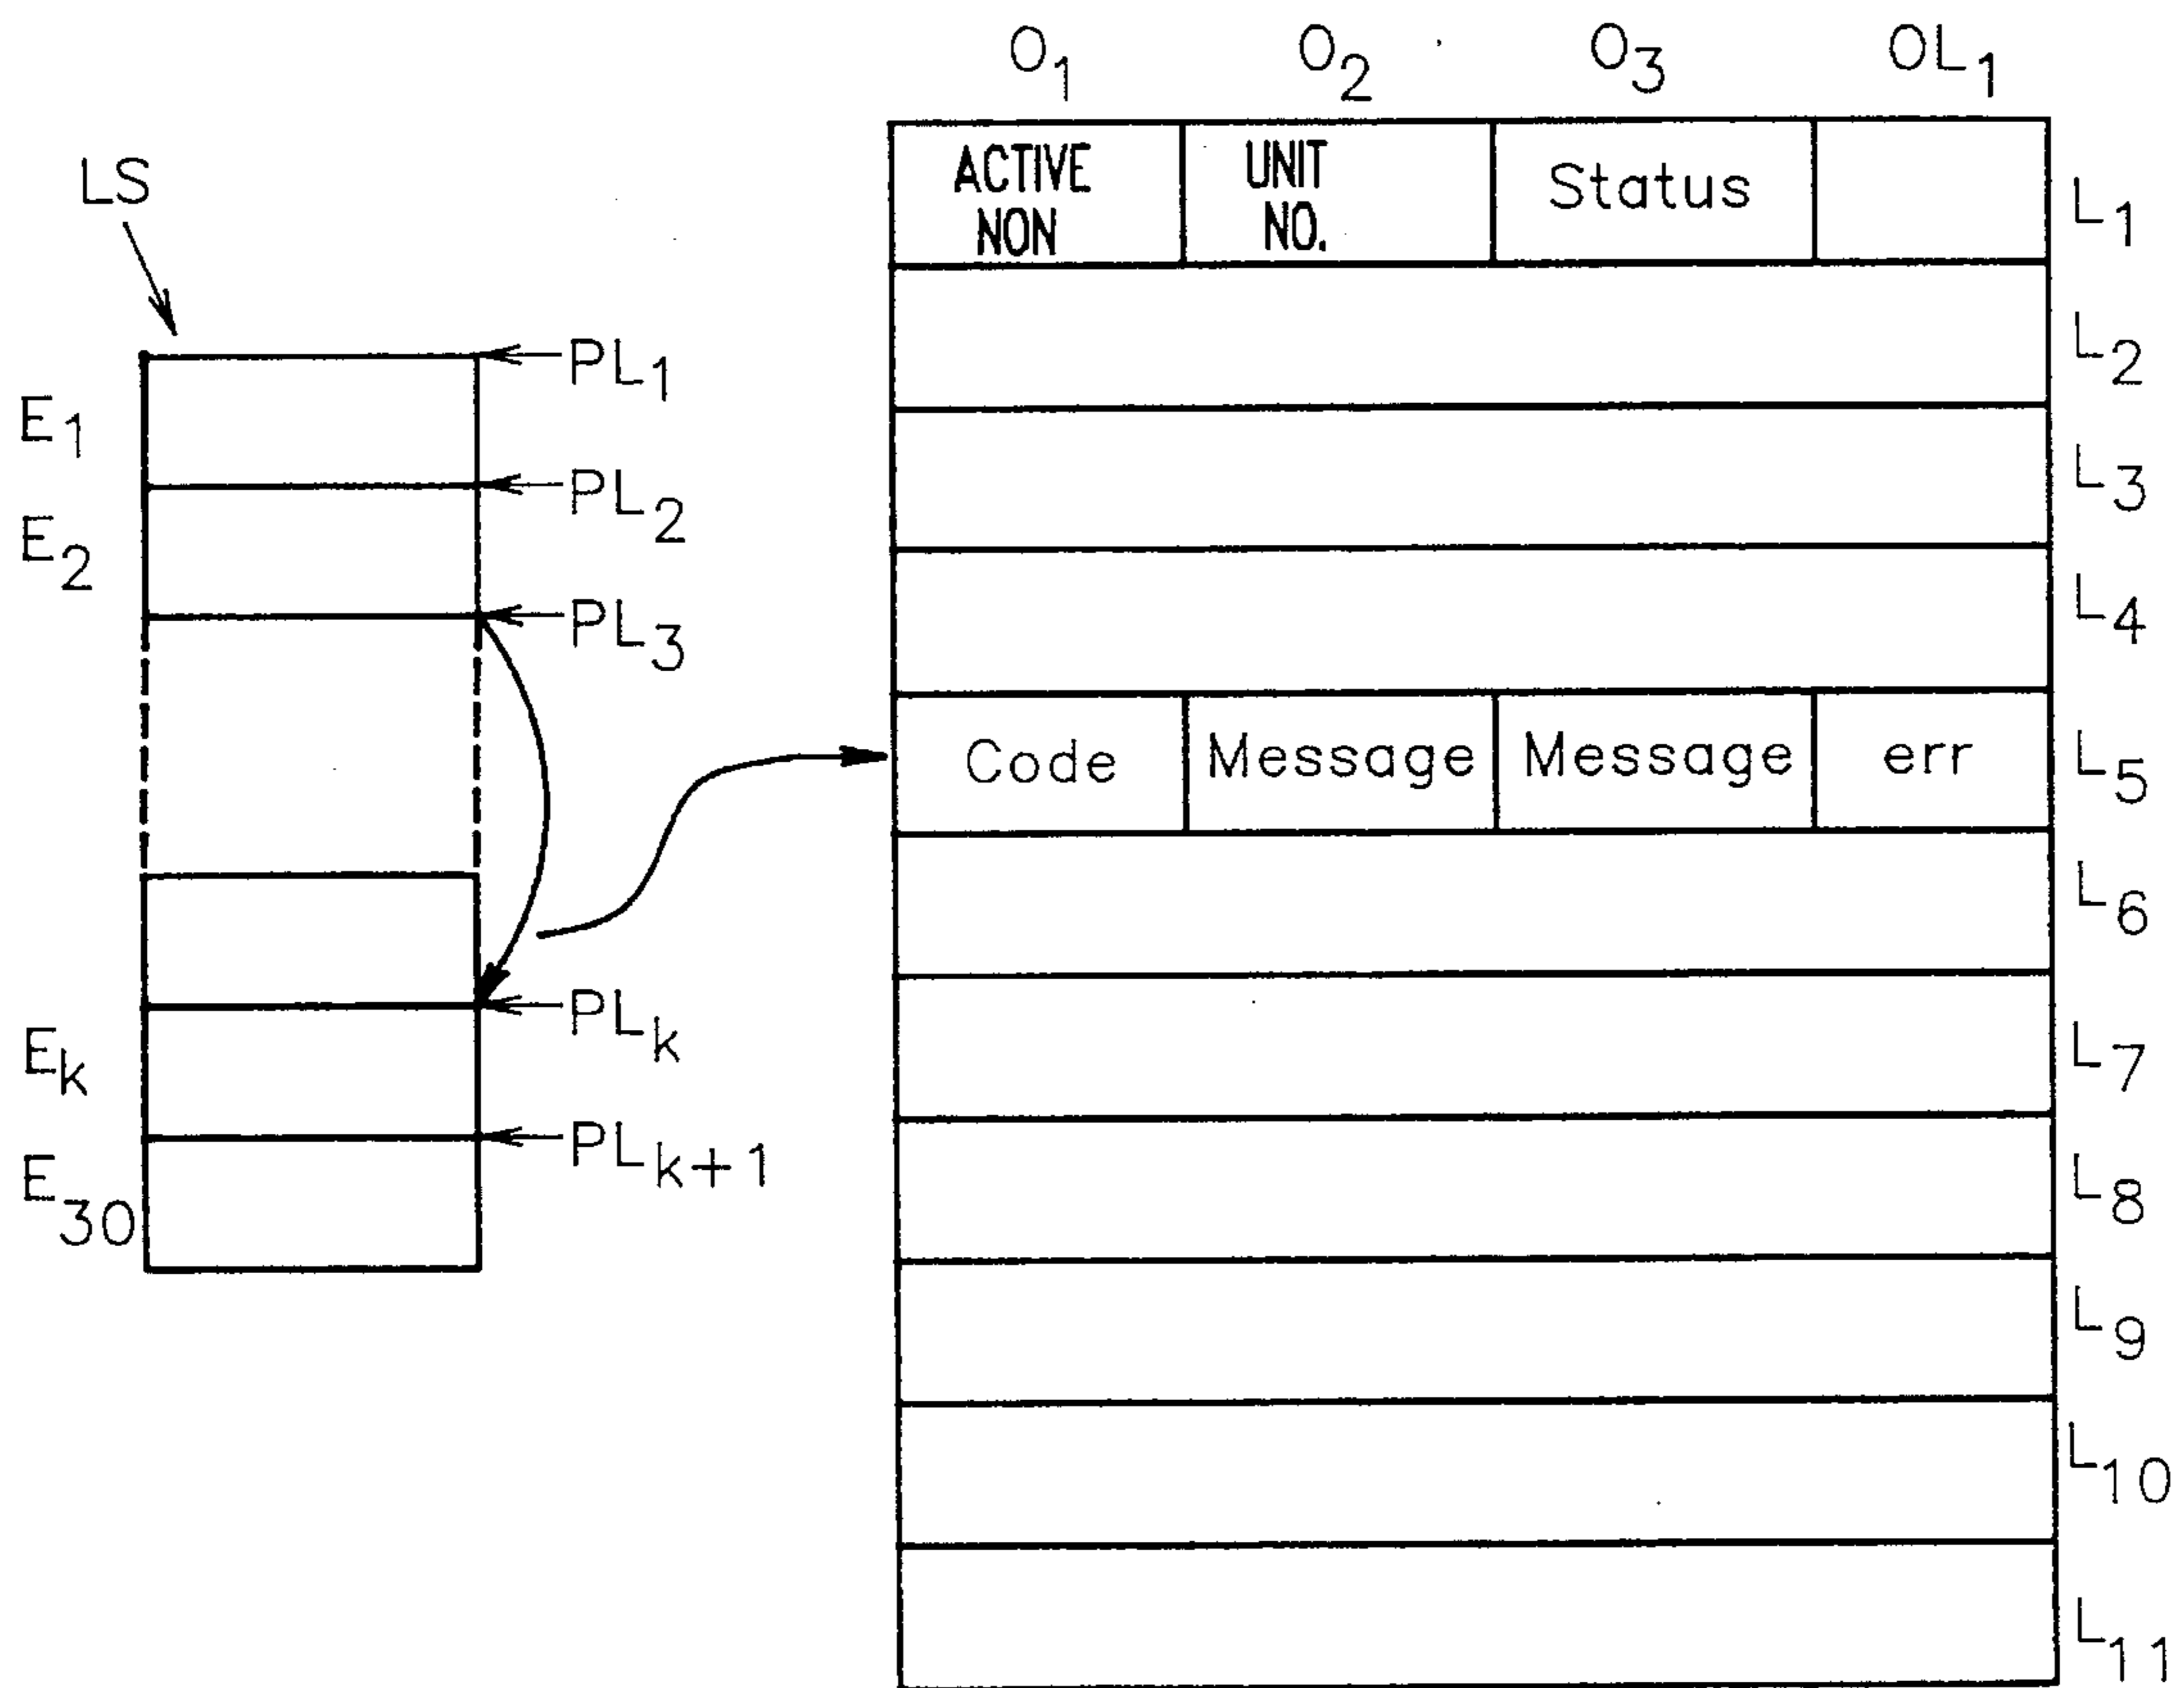 LS
E1
E2
Ek
E30
PL1
PL2
PL3
PLk
PLk+1
O1 O2 O3 OL1
ACTIVE NON
UNIT NO.
Status
L1
L2
L3
L4
Code Message Message err L5
L6
L7
L8
L9
L10
L11